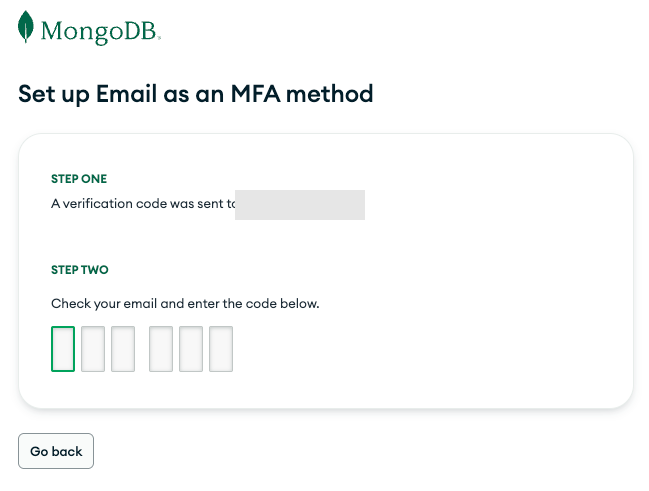 MongoDB
Set up Email as an MFA method
STEP ONE
A verification code was sent to
STEP TWO
Check your email and enter the code below.
Go back